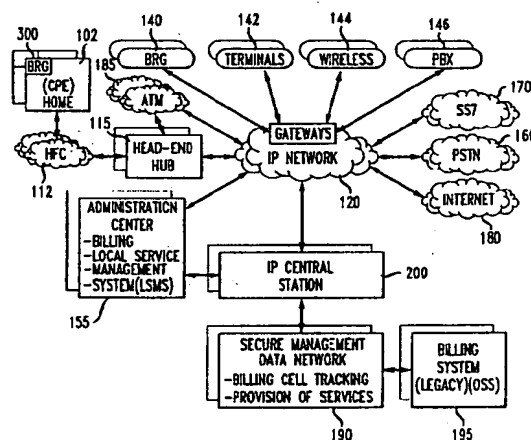 140
142
144
146
300
102
BRG
(CPE)
HOME
185
BRG
TERMINALS
WIRELESS
PBX
ATM
170
SS7
115
GATEWAYS
IP NETWORK
160
PSTN
HFC
HEAD-END
HUB
112
120
INTERNET
180
ADMINISTRATION
CENTER
-BILLING
-LOCAL SERVICE
-MANAGEMENT
-SYSTEM(LSMS)
155
IP CENTRAL
STATION
200
SECURE MANAGEMENT
DATA NETWORK
-BILLING CELL TRACKING
-PROVISION OF SERVICES
190
BILLING
SYSTEM
(LEGACY)(OSS)
195